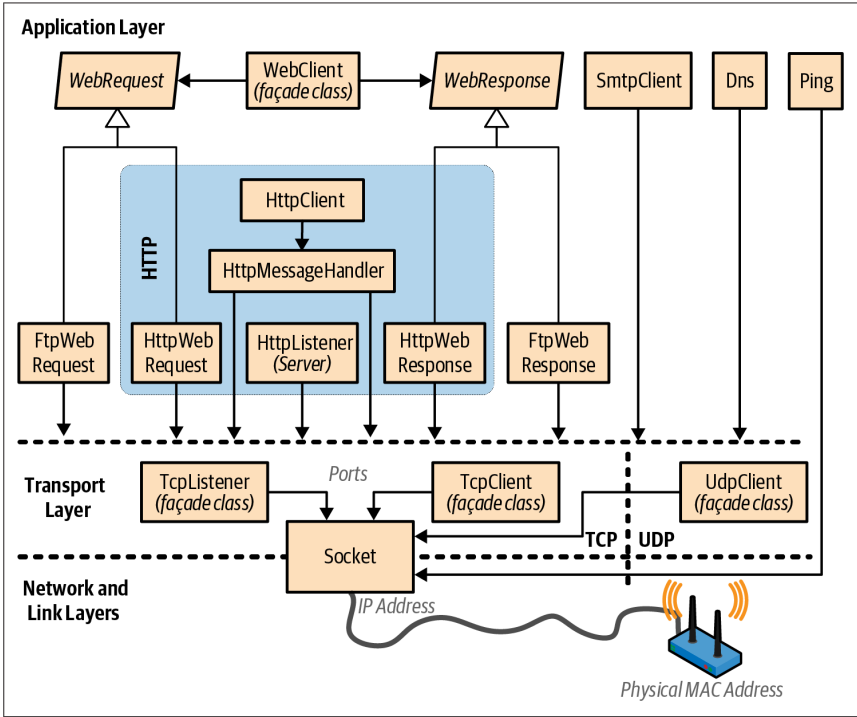 Application Layer
WebRequest
WebClient
(façade class)
WebResponse
SmtpClient
Dns
Ping
HTTP
HttpClient
HttpMessageHandler
FtpWeb
Request
HttpWeb
Request
HttpListener
(Server)
HttpWeb
Response
FtpWeb
Response
Transport
Layer
TcpListener
(façade class)
Ports
TcpClient
(façade class)
UdpClient
(façade class)
TCP
UDP
Socket
Network and
Link Layers
IP Address
Physical MAC Address